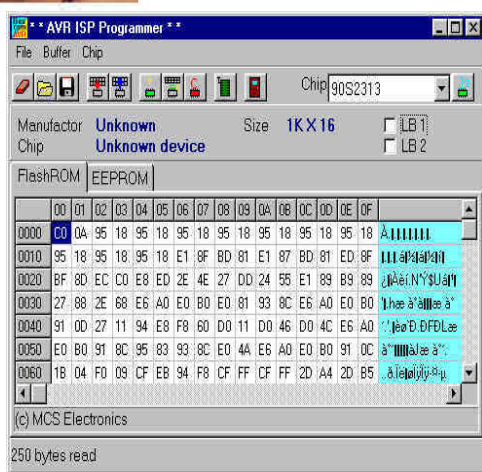 * * AVR ISP Programmer * *
File Buffer Chip
Chip 90S2313
Manufactor Unknown Size 1K X 16 LB 1
Chip Unknown device LB 2
FlashROM EEPROM
00 01 02 03 04 05 06 07 08 09 0A 0B 0C 0D 0E 0F
0000 C0 0A 95 18 95 18 95 18 95 18 95 18 95 18 95 18
0010 95 18 95 18 95 18 E1 8F BD 81 E1 87 BD 81 ED 8F
0020 BF 8D EC C0 E8 ED 2E 4E 27 DD 24 55 E1 89 B9 89
0030 27 88 2E 68 E6 A0 E0 B0 E0 81 93 8C E6 A0 E0 B0
0040 91 0D 27 11 94 E8 F8 60 D0 11 D0 46 D0 4C E6 A0
0050 E0 B0 91 8C 95 83 93 8C E0 4A E6 A0 E0 B0 91 0C
0060 1B 04 F0 09 CF EB 94 F8 CF FF CF FF 2D A4 2D B5
(c) MCS Electronics
250 bytes read